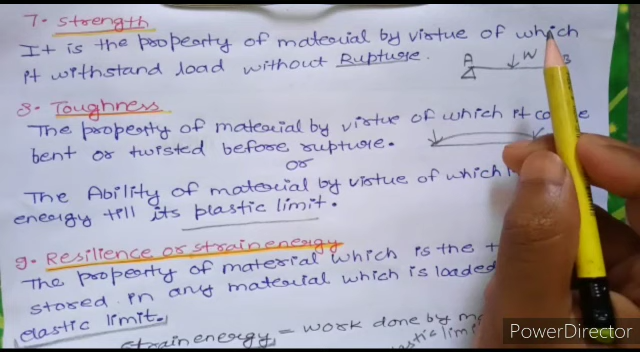 7- Strength
It is the property of material by virtue of which
it withstand load without Rupture.
A W B
8- Toughness
The property of material by virtue of which it
bent or twisted before rupture.
or
The Ability of material by virtue of which
energy till its plastic limit.
9- Resilience or strain energy
The property of material which is the
stored in any material which is loaded
elastic limit.
strain energy = work done by
PowerDirector